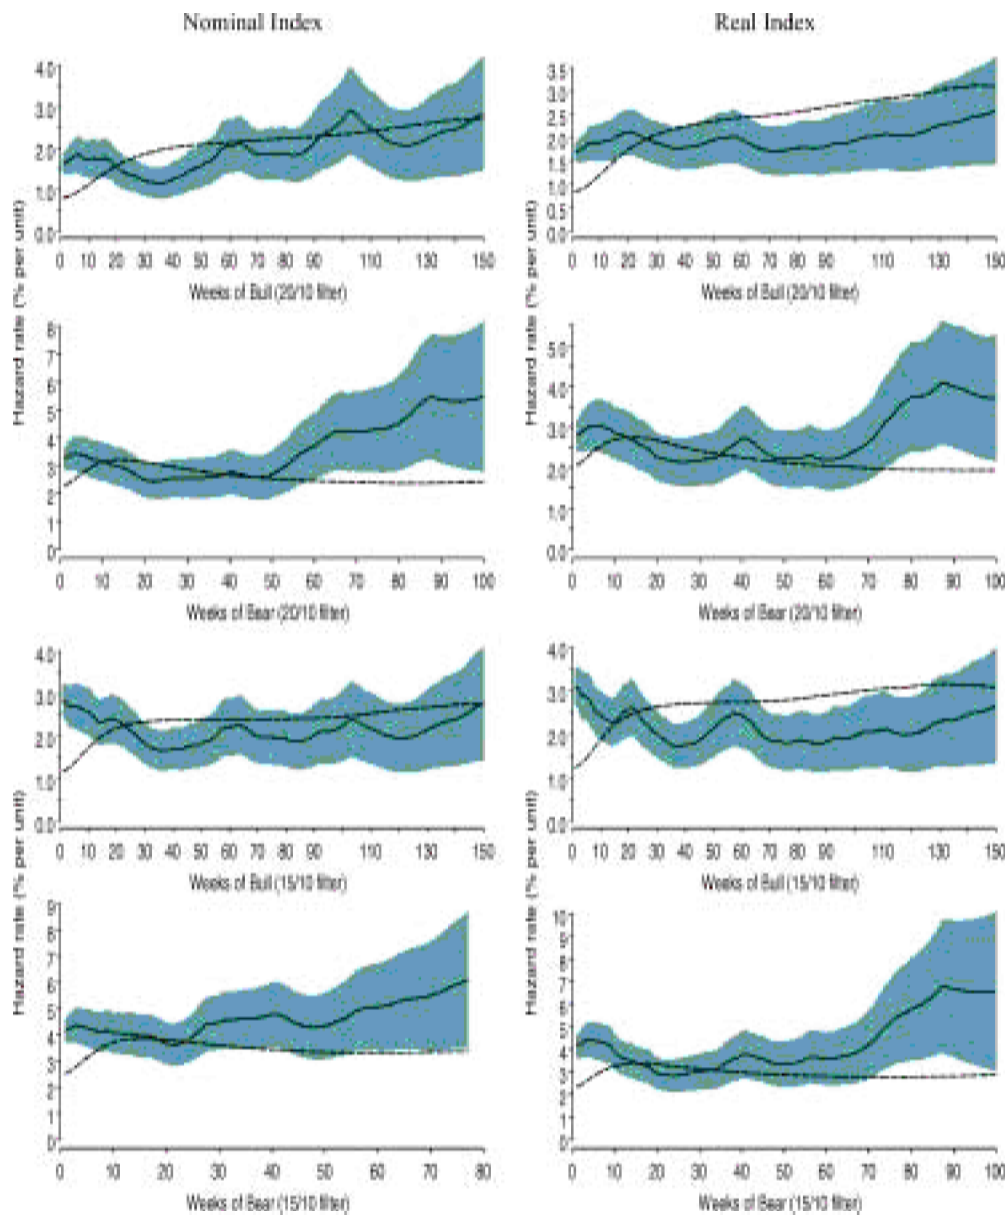 Nominal Index
Real Index
Hazard rate (% per unit)
4.0
3.0
2.0
1.0
0.0
0 10 20 30 40 50 60 70 90 110 130 150
Weeks of Bull (20/10 filter)
Hazard rate (% per unit)
3.5
3.0
2.5
2.0
1.5
1.0
0.5
0.0
0 10 20 30 40 50 60 70 90 110 130 150
Weeks of Bull (20/10 filter)
8
7
6
5
4
3
2
1
0
0 10 20 30 40 50 60 70 80 90 100
Weeks of Bear (20/10 filter)
5.0
4.0
3.0
2.0
1.0
0.0
0 10 20 30 40 50 60 70 80 90 100
Weeks of Bear (20/10 filter)
Hazard rate (% per unit)
4.0
3.0
2.0
1.0
0.0
0 10 20 30 40 50 60 70 90 110 130 150
Weeks of Bull (15/10 filter)
Hazard rate (% per unit)
4.0
3.0
2.0
1.0
0.0
0 10 20 30 40 50 60 70 90 110 130 150
Weeks of Bull (15/10 filter)
9
8
7
6
5
4
3
2
1
0
0 10 20 30 40 50 60 70 80
Weeks of Bear (15/10 filter)
10
9
8
7
6
5
4
3
2
1
0
0 10 20 30 40 50 60 70 80 90 100
Weeks of Bear (15/10 filter)